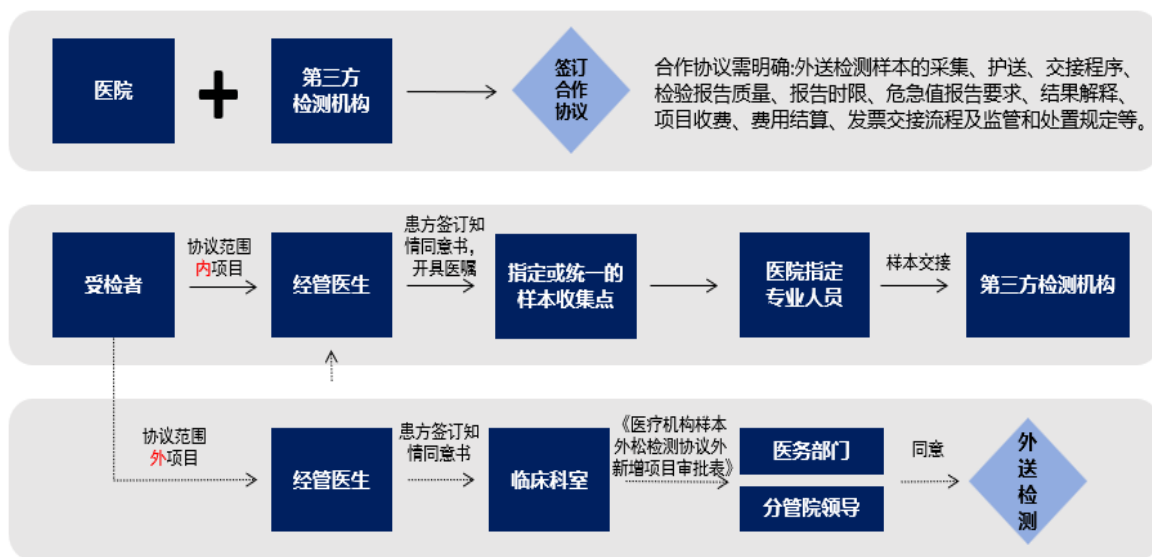 医院
第三方
检测机构
签订
合作
协议
合作协议需明确:外送检测样本的采集、护送、交接程序、
检验报告质量、报告时限、危急值报告要求、结果解释、
项目收费、费用结算、发票交接流程及监管和处置规定等。
受检者
协议范围
内项目
经管医生
患方签订知
情同意书，
开具医嘱
指定或统一的
样本收集点
医院指定
专业人员
样本交接
第三方检测机构
协议范围
外项目
经管医生
患方签订知
情同意书
临床科室
《医疗机构样本
外松检测协议外
新增项目审批表》
医务部门
分管院领导
同意
外
送
检
测